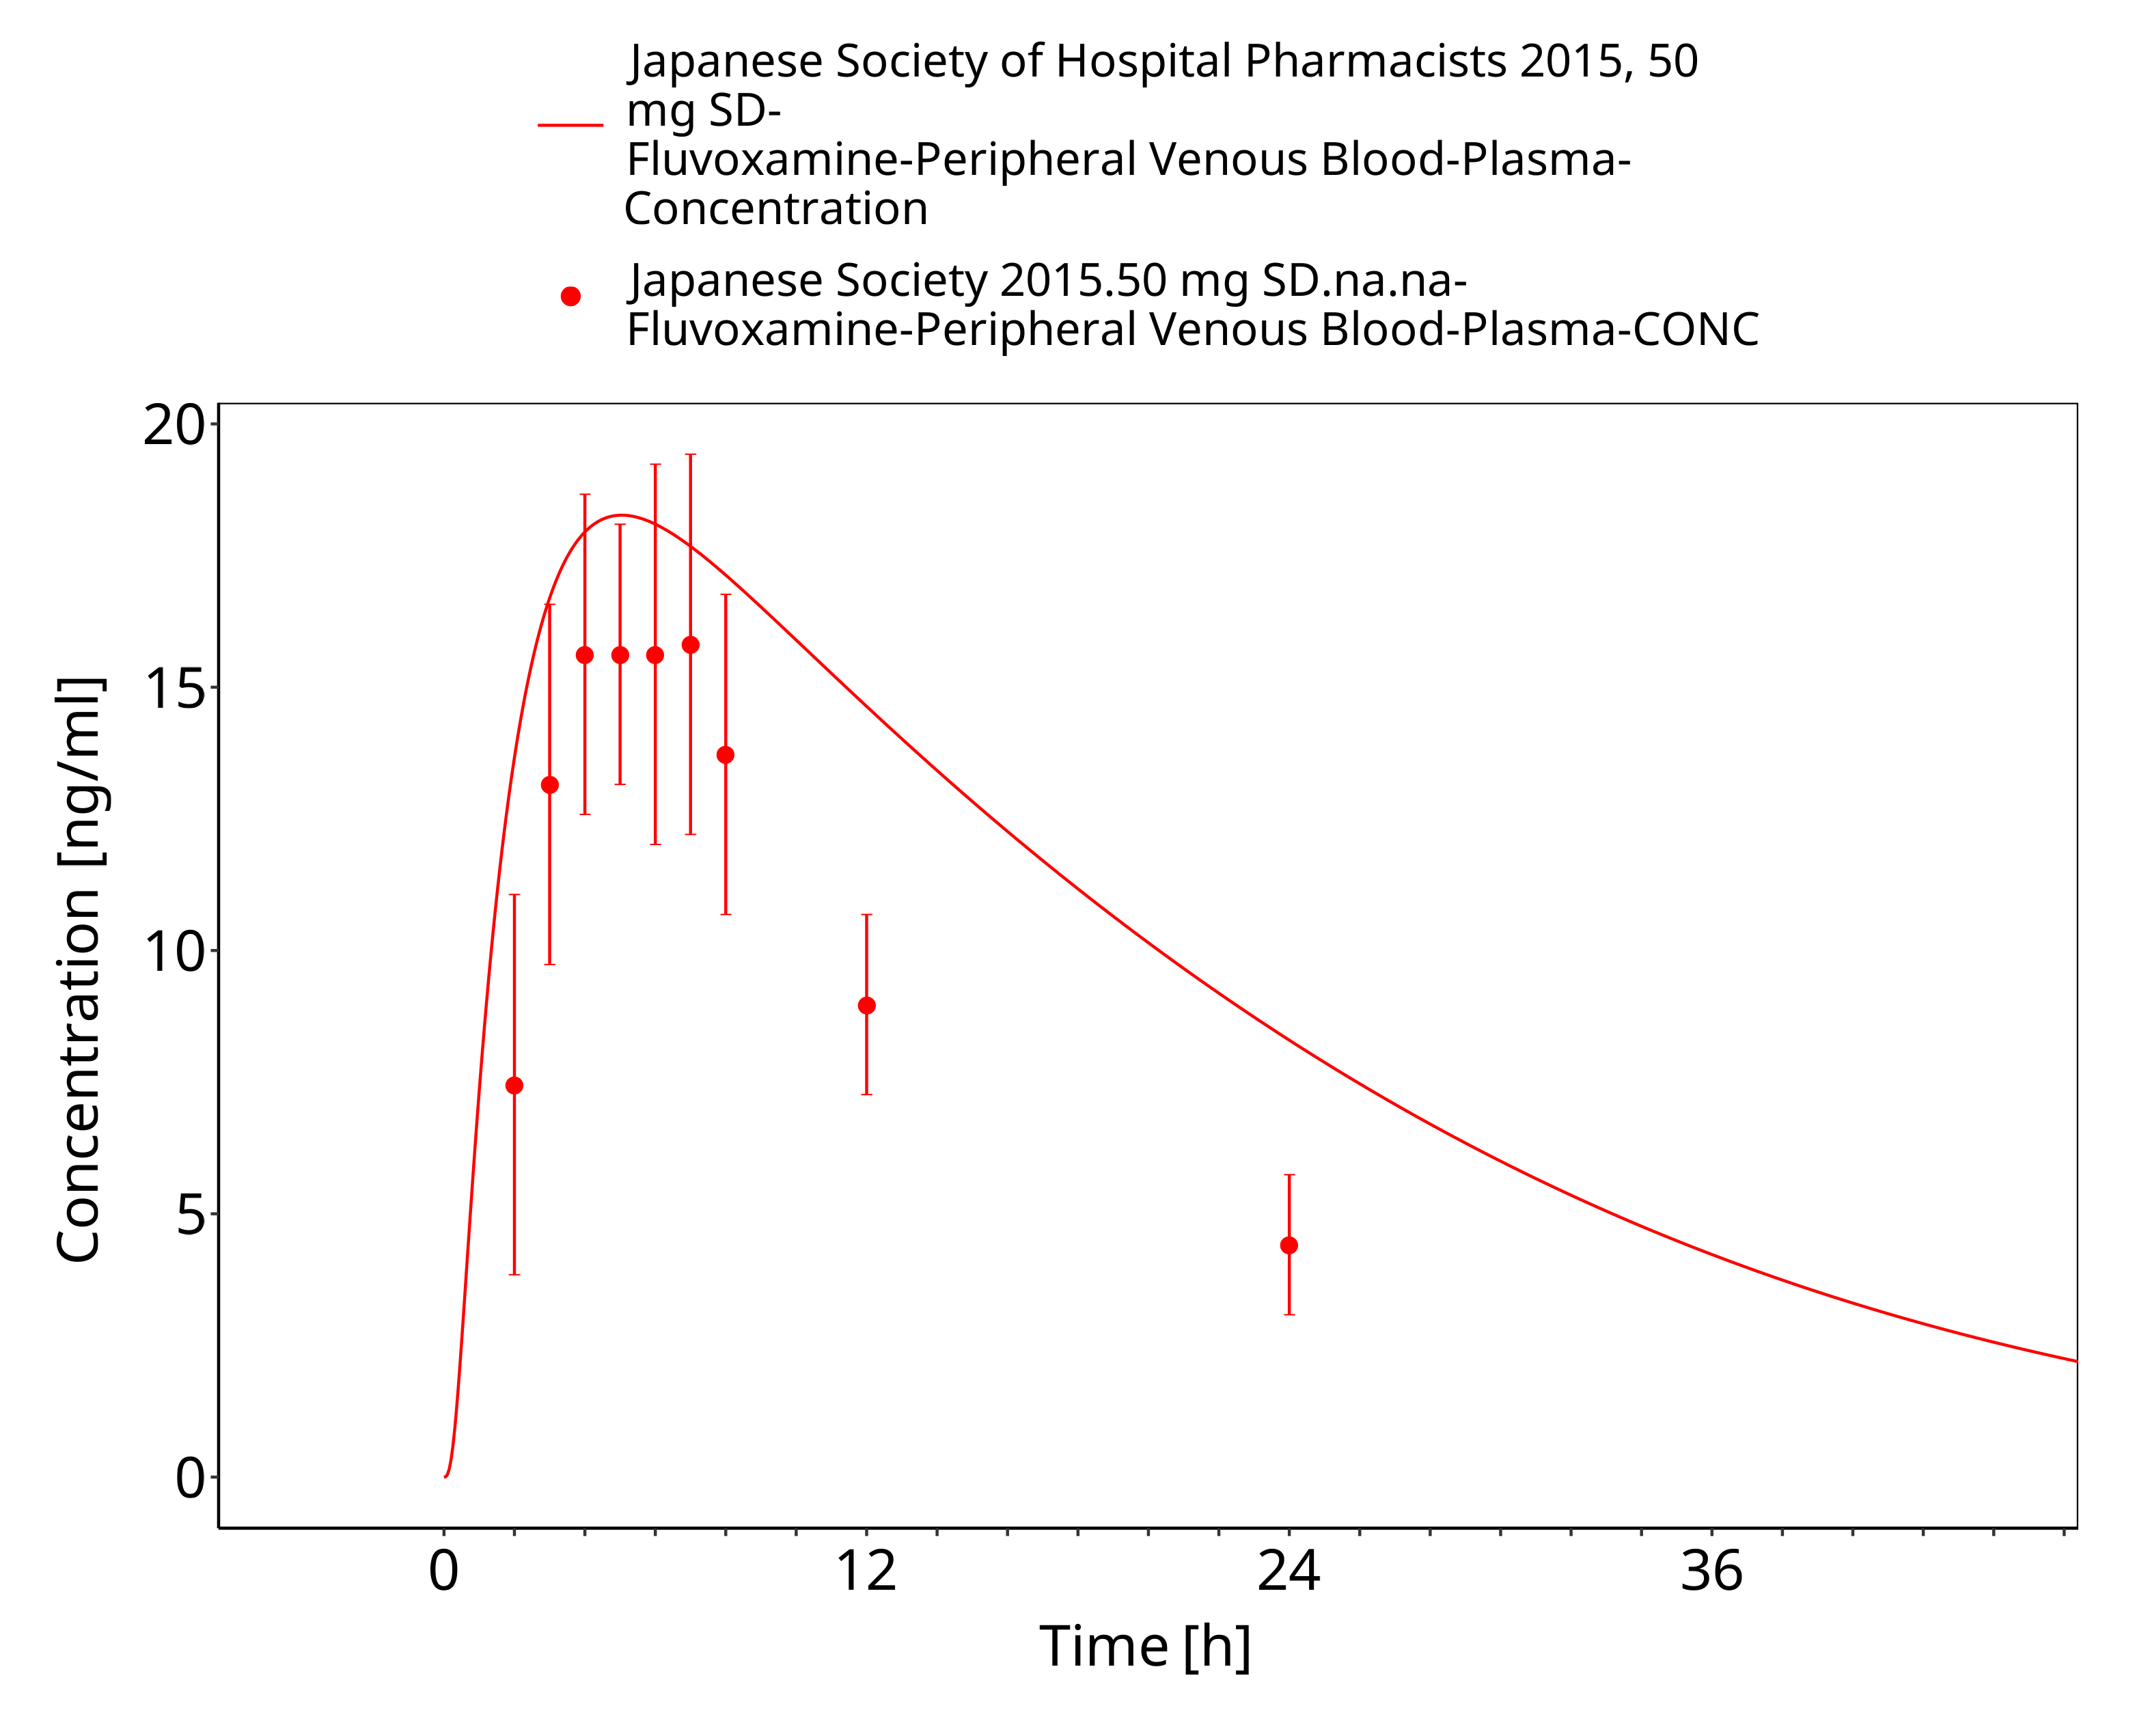 Japanese Society of Hospital Pharmacists 2015, 50
mg SD-
Fluvoxamine-Peripheral Venous Blood-Plasma-
Concentration
Japanese Society 2015.50 mg SD.na.na-
Fluvoxamine-Peripheral Venous Blood-Plasma-CONC
20
15
10
5
0
Concentration [ng/ml]
0 12 24 36
Time [h]